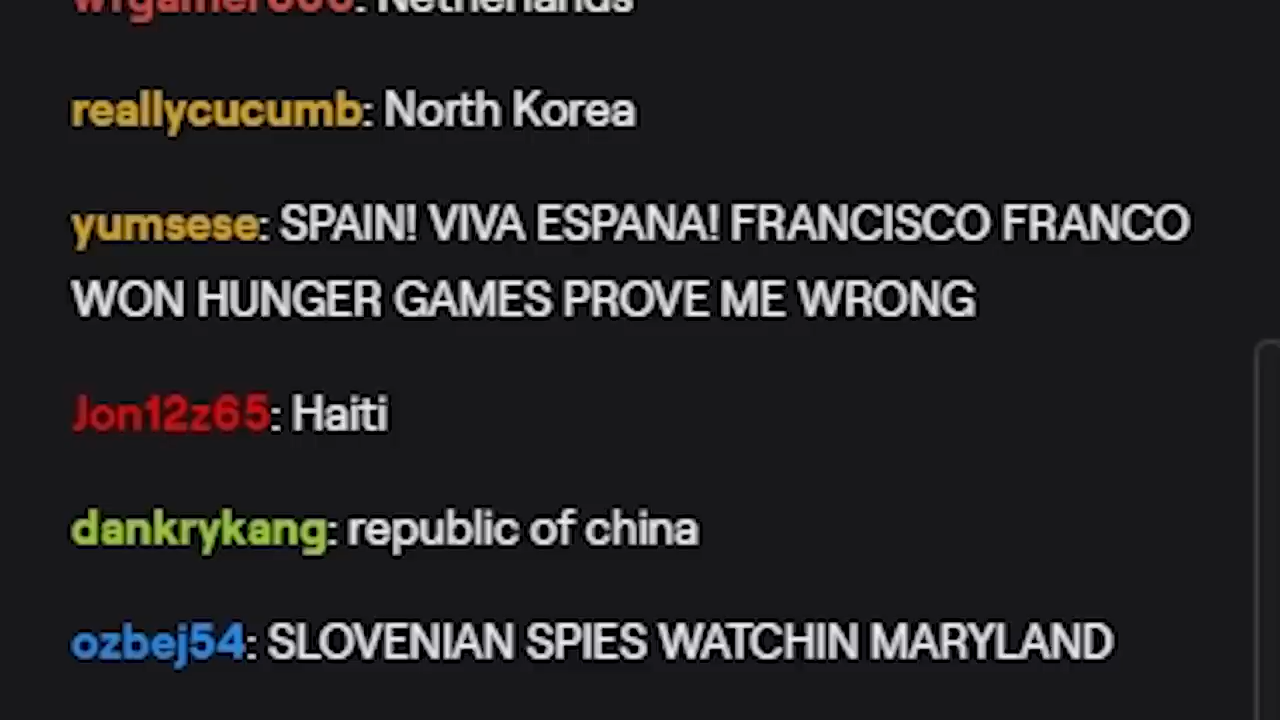 : Netherlands
reallycucumb: North Korea
yumsese: SPAIN! VIVA ESPANA! FRANCISCO FRANCO
WON HUNGER GAMES PROVE ME WRONG
Jon12z65: Haiti
dankrykang: republic of china
ozbej54: SLOVENIAN SPIES WATCHIN MARYLAND